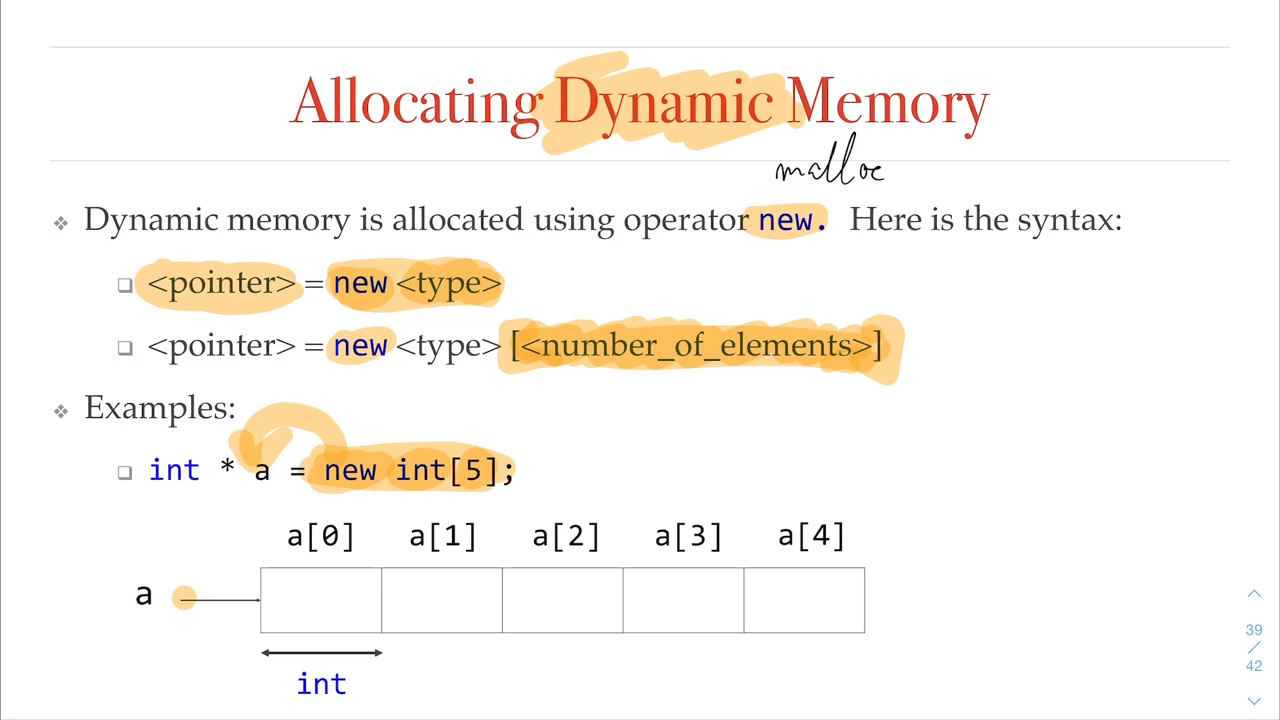 Allocating Dynamic Memory
malloc
❖ Dynamic memory is allocated using operator new. Here is the syntax:
❑ <pointer> = new <type>
❑ <pointer> = new <type> [<number_of_elements>]
❖ Examples:
❑ int * a = new int[5];
a[0] a[1] a[2] a[3] a[4]
a
int
39
/
42